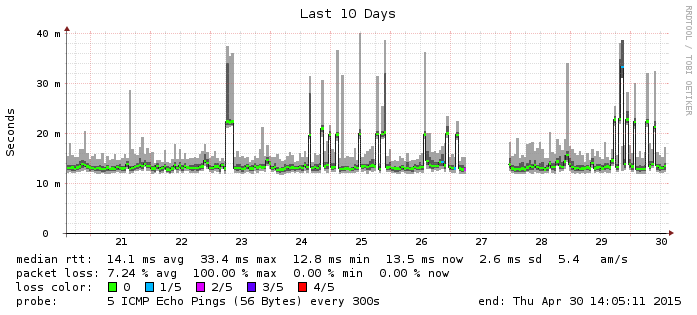 Last 10 Days
RRDTOOL / TOBI OETIKER
Seconds
40 m
30 m
20 m
10 m
0
21 22 23 24 25 26 27 28 29 30
median rtt: 14.1 ms avg 33.4 ms max 12.8 ms min 13.5 ms now 2.6 ms sd 5.4 am/s
packet loss: 7.24 % avg 100.00 % max 0.00 % min 0.00 % now
loss color: 0 1/5 2/5 3/5 4/5
probe: 5 ICMP Echo Pings (56 Bytes) every 300s end: Thu Apr 30 14:05:11 2015